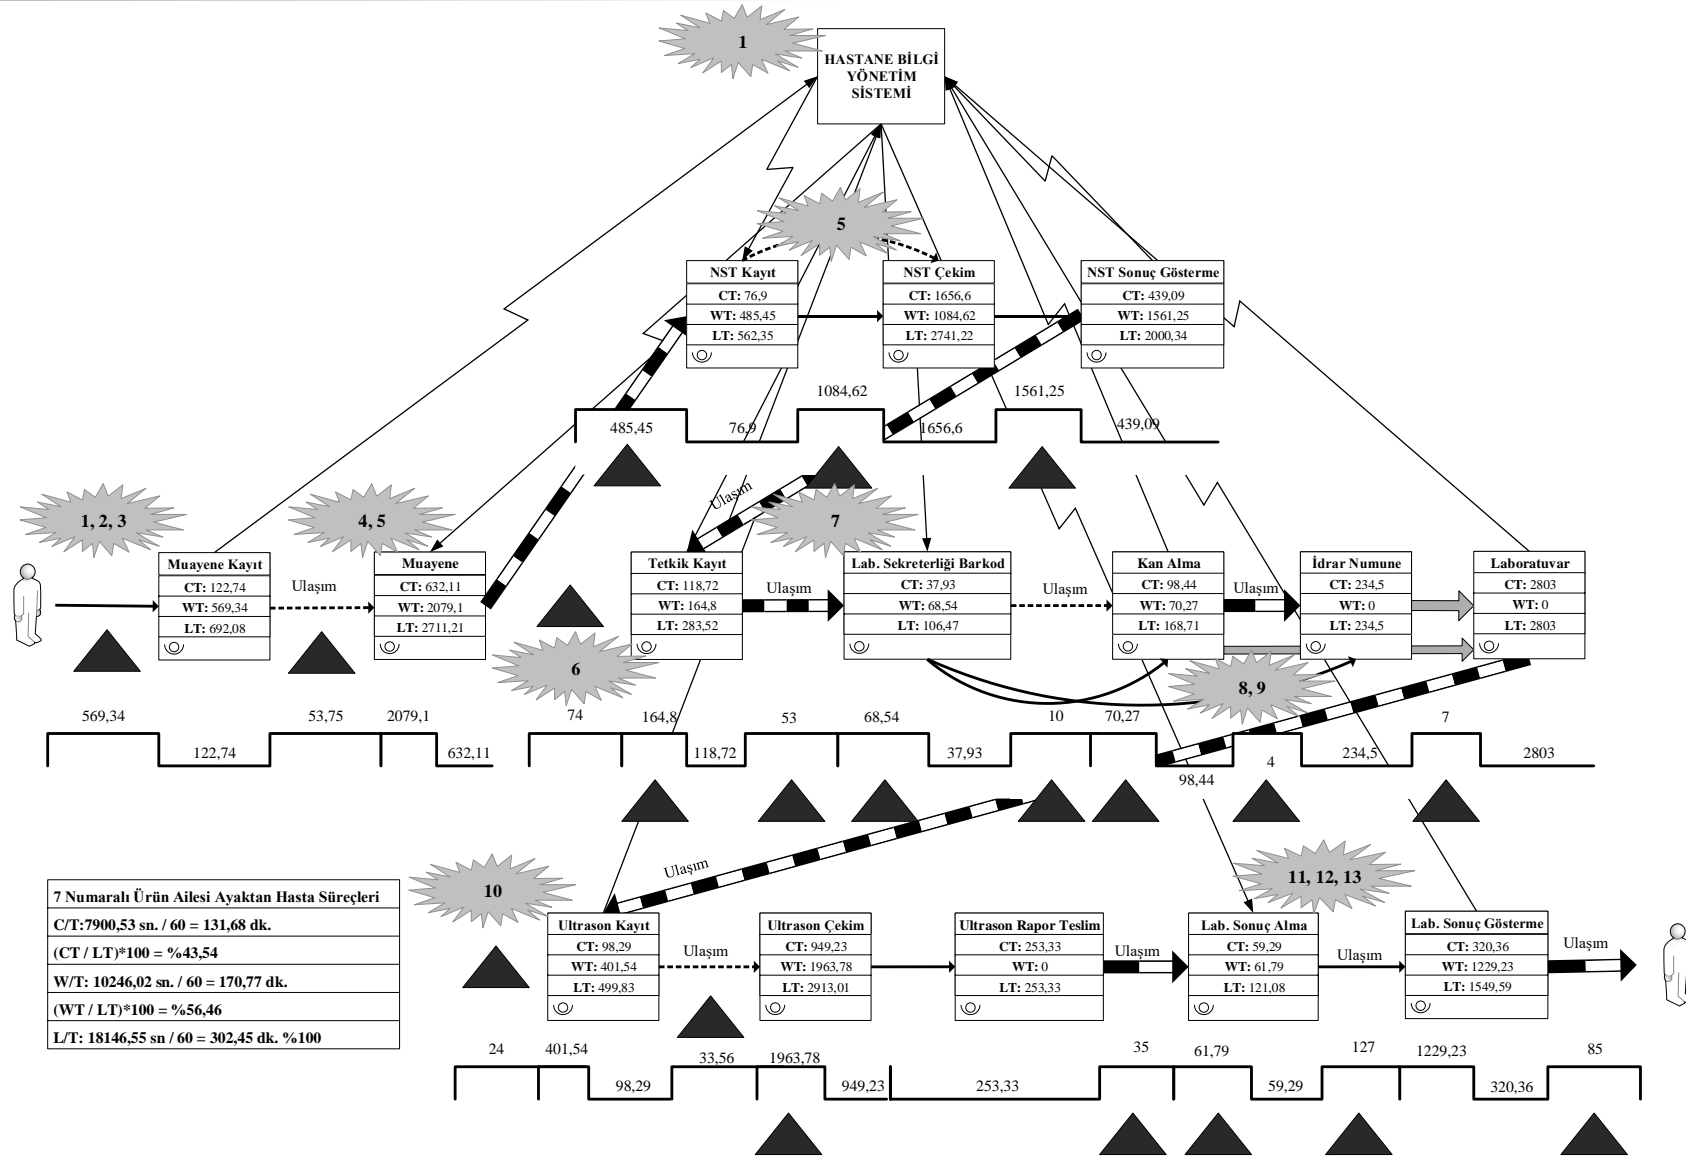 1
HASTANE BİLGİ
YÖNETİM
SİSTEMİ
5
NST Kayıt
CT: 76,9
WT: 485,45
LT: 562,35
NST Çekim
CT: 1656,6
WT: 1084,62
LT: 2741,22
NST Sonuç Gösterme
CT: 439,09
WT: 1561,25
LT: 2000,34
485,45
76,9
1084,62
1656,6
1561,25
439,09
1, 2, 3
4, 5
Ulaşım
7
Muayene Kayıt
CT: 122,74
WT: 569,34
LT: 692,08
Ulaşım
Muayene
CT: 632,11
WT: 2079,1
LT: 2711,21
Tetkik Kayıt
CT: 118,72
WT: 164,8
LT: 283,52
Ulaşım
Lab. Sekreterliği Barkod
CT: 37,93
WT: 68,54
LT: 106,47
Ulaşım
Kan Alma
CT: 98,44
WT: 70,27
LT: 168,71
Ulaşım
İdrar Numune
CT: 234,5
WT: 0
LT: 234,5
Laboratuvar
CT: 2803
WT: 0
LT: 2803
6
8, 9
569,34
122,74
53,75
2079,1
632,11
74
164,8
118,72
53
68,54
37,93
10
70,27
98,44
4
234,5
7
2803
Ulaşım
10
11, 12, 13
7 Numaralı Ürün Ailesi Ayaktan Hasta Süreçleri
C/T:7900,53 sn. / 60 = 131,68 dk.
(CT / LT)*100 = %43,54
W/T: 10246,02 sn. / 60 = 170,77 dk.
(WT / LT)*100 = %56,46
L/T: 18146,55 sn / 60 = 302,45 dk. %100
Ultrason Kayıt
CT: 98,29
WT: 401,54
LT: 499,83
Ulaşım
Ultrason Çekim
CT: 949,23
WT: 1963,78
LT: 2913,01
Ultrason Rapor Teslim
CT: 253,33
WT: 0
LT: 253,33
Ulaşım
Lab. Sonuç Alma
CT: 59,29
WT: 61,79
LT: 121,08
Ulaşım
Lab. Sonuç Gösterme
CT: 320,36
WT: 1229,23
LT: 1549,59
Ulaşım
24
401,54
98,29
33,56
1963,78
949,23
253,33
35
61,79
59,29
127
1229,23
320,36
85